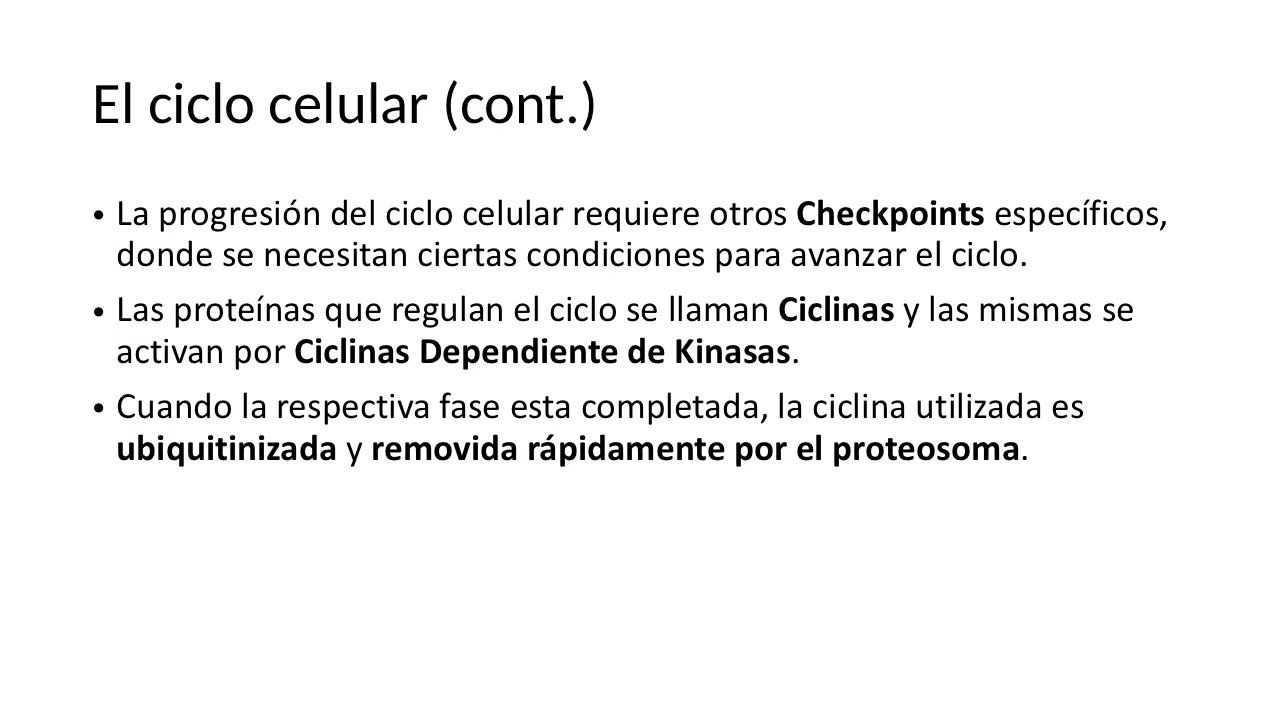 El ciclo celular (cont.)
• La progresión del ciclo celular requiere otros Checkpoints específicos,
donde se necesitan ciertas condiciones para avanzar el ciclo.
• Las proteínas que regulan el ciclo se llaman Ciclinas y las mismas se
activan por Ciclinas Dependiente de Kinasas.
• Cuando la respectiva fase esta completada, la ciclina utilizada es
ubiquitinizada y removida rápidamente por el proteosoma.